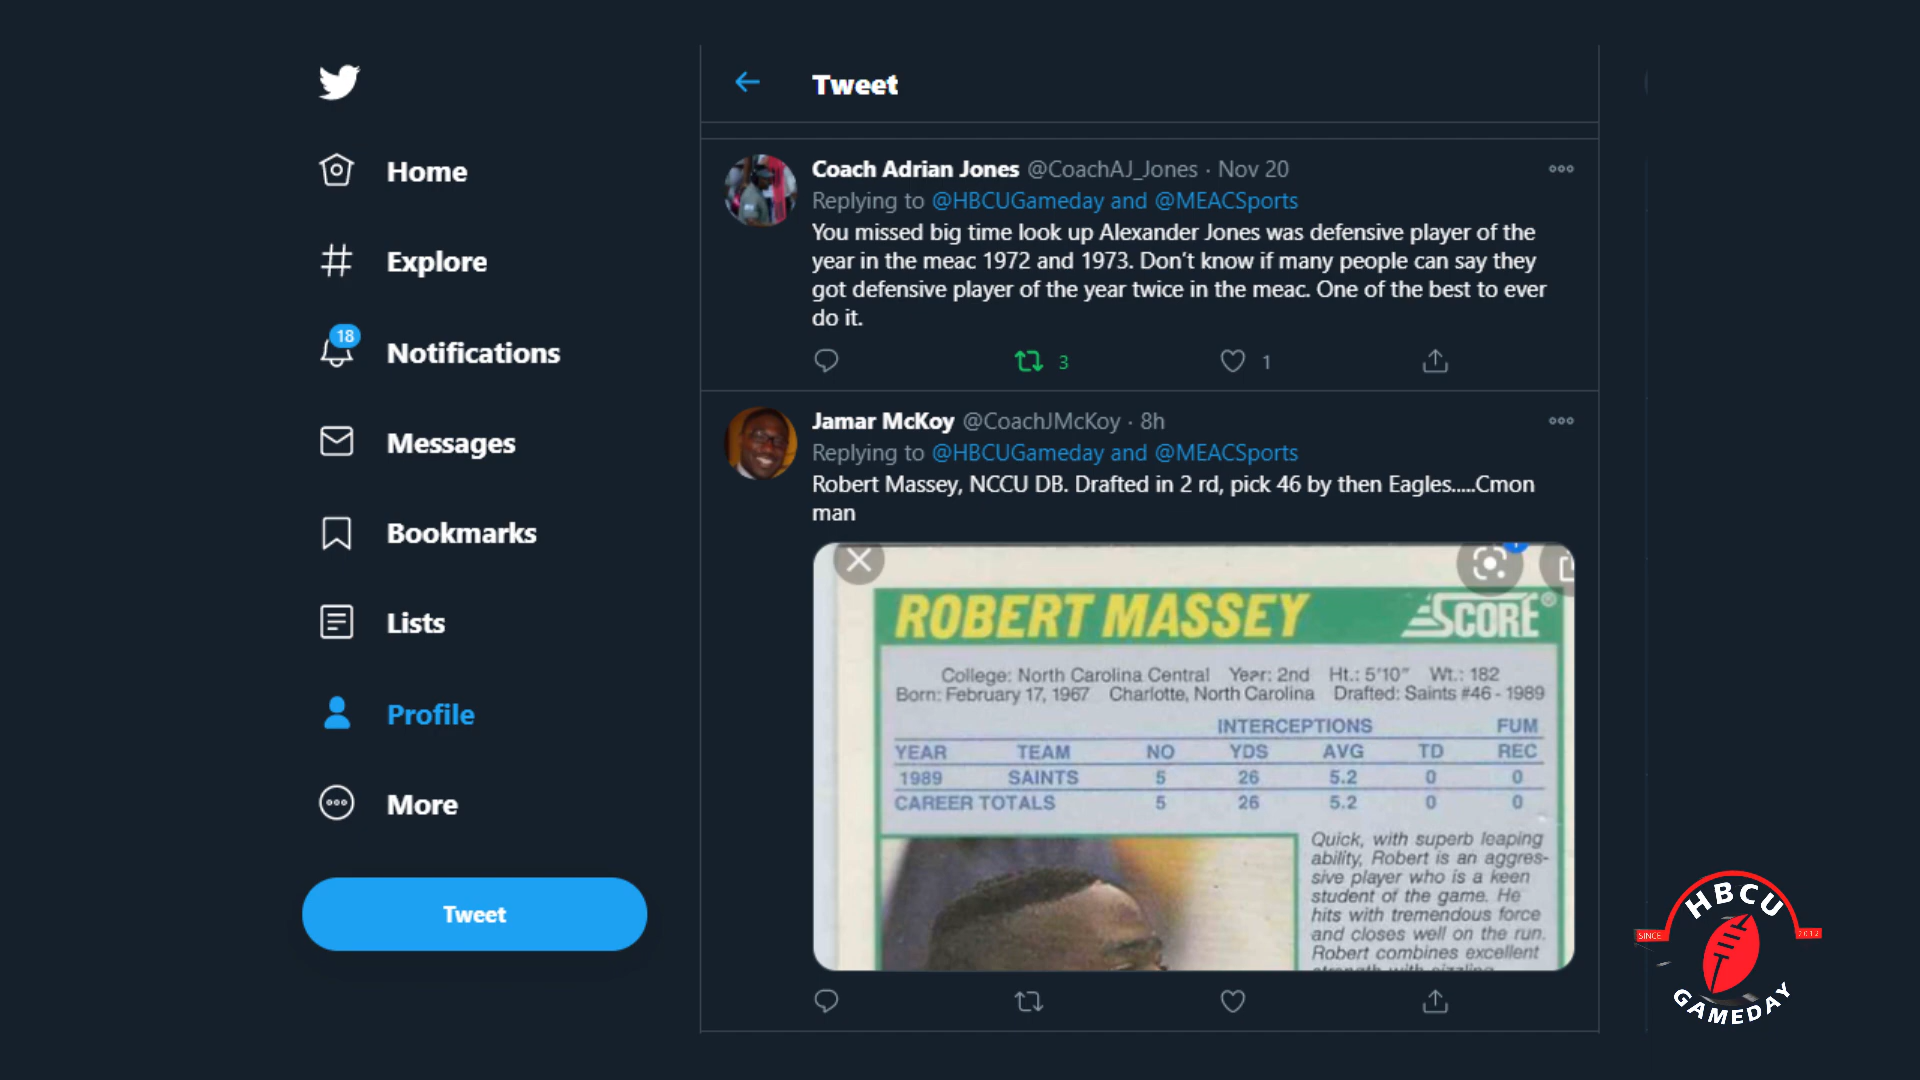 Tweet
Home
Explore
18
Notifications
Messages
Bookmarks
Lists
Profile
More
Tweet
Coach Adrian Jones @CoachAJ_Jones · Nov 20
Replying to @HBCUGameday and @MEACSports
You missed big time look up Alexander Jones was defensive player of the
year in the meac 1972 and 1973. Don't know if many people can say they
got defensive player of the year twice in the meac. One of the best to ever
do it.
3 1
Jamar McKoy @CoachJMcKoy · 8h
Replying to @HBCUGameday and @MEACSports
Robert Massey, NCCU DB. Drafted in 2 rd, pick 46 by then Eagles.....Cmon
man
ROBERT MASSEY SCORE®
College: North Carolina Central Year: 2nd Ht.: 5'10" Wt.: 182
Born: February 17, 1967 Charlotte, North Carolina Drafted: Saints #46 - 1989
INTERCEPTIONS FUM
YEAR TEAM NO YDS AVG TD REC
1989 SAINTS 5 26 5.2 0 0
CAREER TOTALS 5 26 5.2 0 0
Quick, with superb leaping
ability, Robert is an aggres-
sive player who is a keen
student of the game. He
hits with tremendous force
and closes well on the run.
Robert combines excellent
strength with sizzling
HBCU
SINCE 2012
GAMEDAY